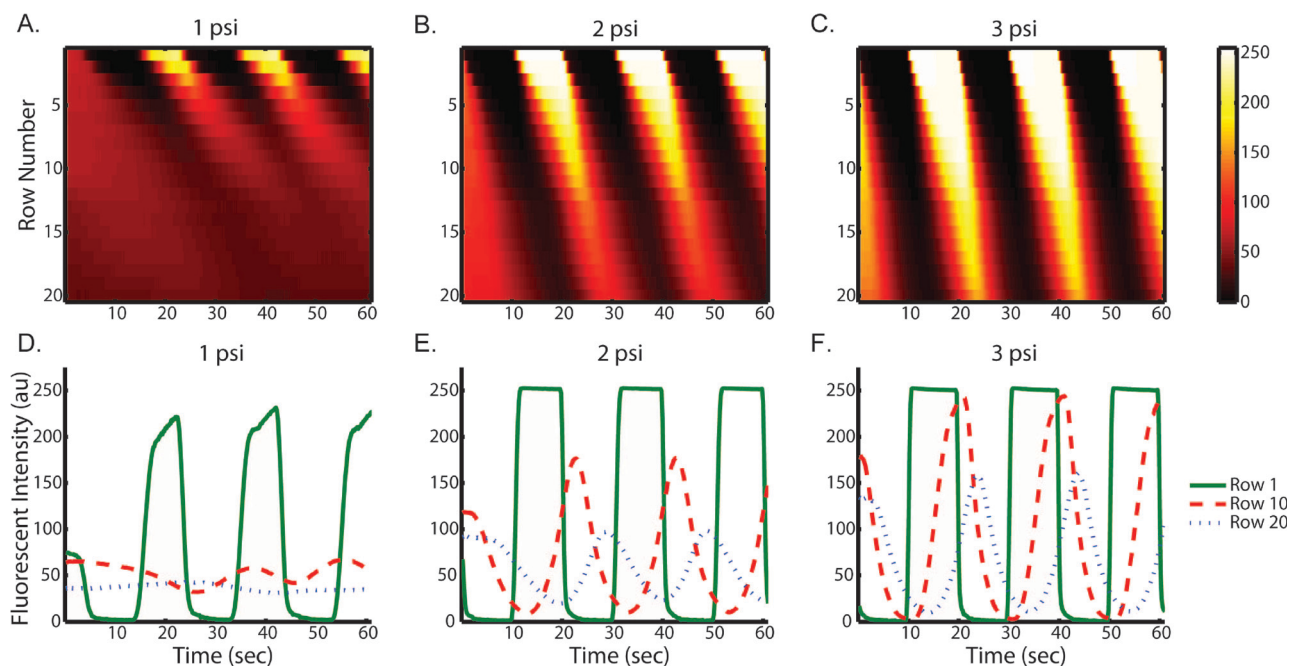 A.
1 psi
B.
2 psi
C.
3 psi
Row Number
5
10
15
20
10 20 30 40 50 60
5
10
15
20
10 20 30 40 50 60
5
10
15
20
10 20 30 40 50 60
250
200
150
100
50
0
D.
1 psi
E.
2 psi
F.
3 psi
Fluorescent Intensity (au)
250
200
150
100
50
0
10 20 30 40 50 60
Time (sec)
250
200
150
100
50
0
10 20 30 40 50 60
Time (sec)
250
200
150
100
50
0
10 20 30 40 50 60
Time (sec)
Row 1
Row 10
Row 20